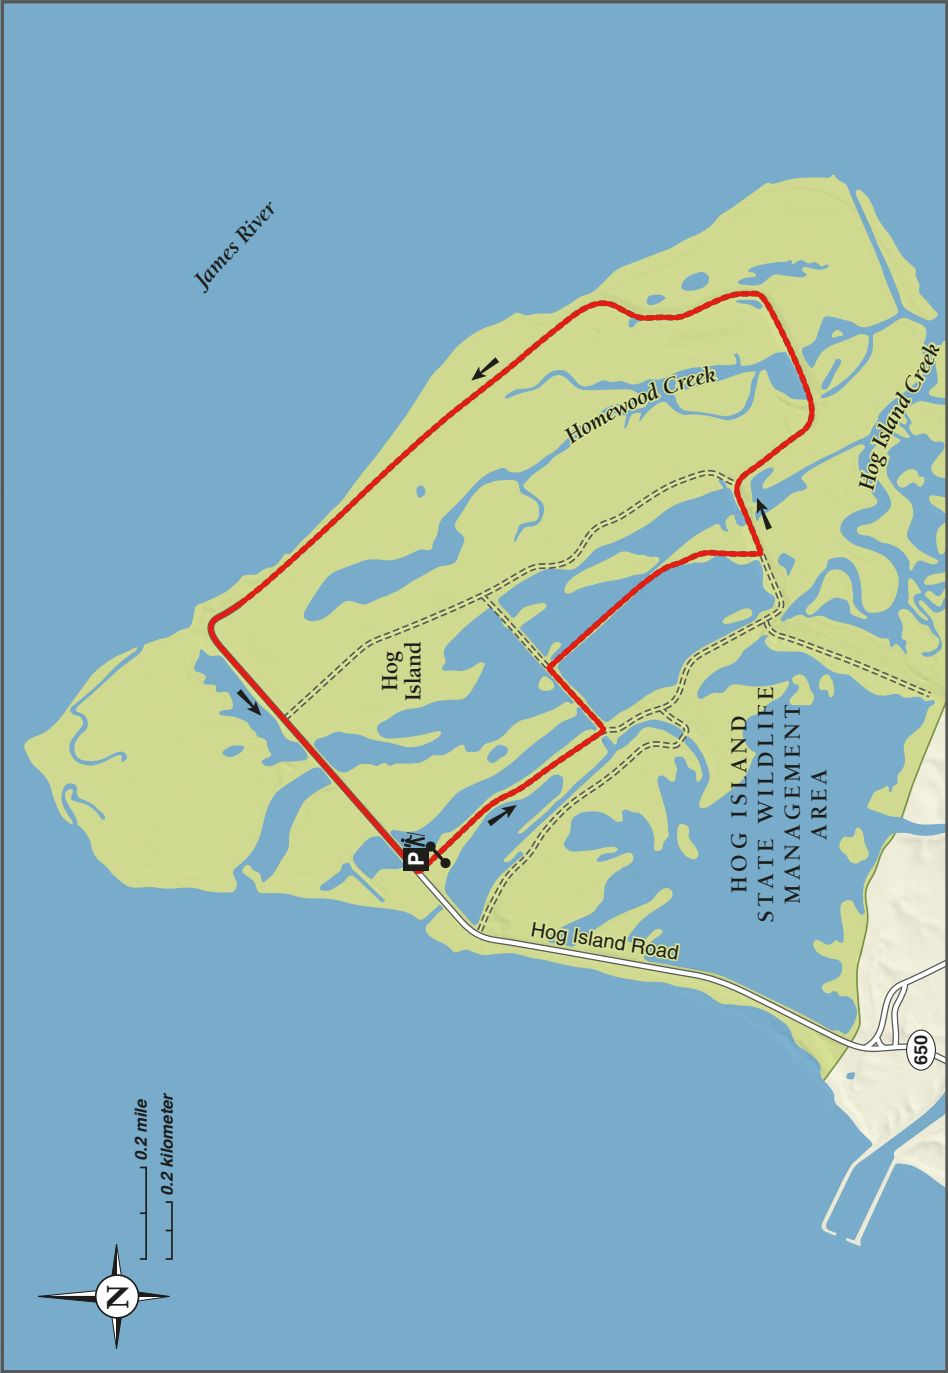 James River
Homewood Creek
Hog Island Creek
Hog
Island
HOG ISLAND
STATE WILDLIFE
MANAGEMENT
AREA
P
Hog Island Road
650
0.2 mile
0.2 kilometer
N